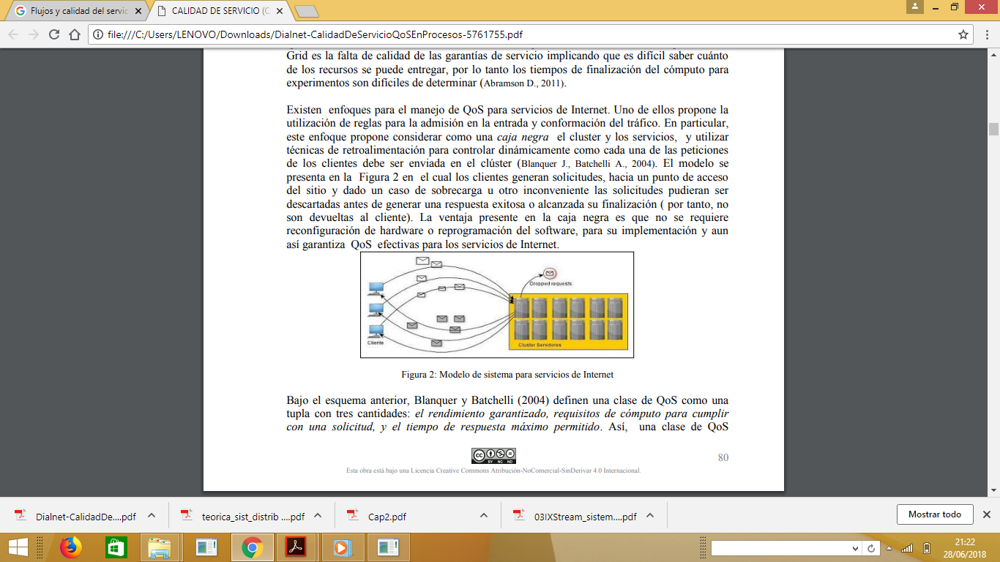 Flujos y calidad del servic
CALIDAD DE SERVICIO (C
file:///C:/Users/LENOVO/Downloads/Dialnet-CalidadDeServicioQoSEnProcesos-5761755.pdf
Grid es la falta de calidad de las garantías de servicio implicando que es difícil saber cuánto
de los recursos se puede entregar, por lo tanto los tiempos de finalización del cómputo para
experimentos son difíciles de determinar (Abramson D., 2011).
Existen enfoques para el manejo de QoS para servicios de Internet. Uno de ellos propone la
utilización de reglas para la admisión en la entrada y conformación del tráfico. En particular,
este enfoque propone considerar como una caja negra el cluster y los servicios, y utilizar
técnicas de retroalimentación para controlar dinámicamente como cada una de las peticiones
de los clientes debe ser enviada en el clúster (Blanquer J., Batchelli A., 2004). El modelo se
presenta en la Figura 2 en el cual los clientes generan solicitudes, hacia un punto de acceso
del sitio y dado un caso de sobrecarga u otro inconveniente las solicitudes pudieran ser
descartadas antes de generar una respuesta exitosa o alcanzada su finalización ( por tanto, no
son devueltas al cliente). La ventaja presente en la caja negra es que no se requiere
reconfiguración de hardware o reprogramación del software, para su implementación y aun
así garantiza QoS efectivas para los servicios de Internet.
Dropped requests
Cliente
Cluster Servidores
Figura 2: Modelo de sistema para servicios de Internet
Bajo el esquema anterior, Blanquer y Batchelli (2004) definen una clase de QoS como una
tupla con tres cantidades: el rendimiento garantizado, requisitos de cómputo para cumplir
con una solicitud, y el tiempo de respuesta máximo permitido. Así, una clase de QoS
cc BY NC ND
80
Esta obra está bajo una Licencia Creative Commons Atribución-NoComercial-SinDerivar 4.0 Internacional.
Dialnet-CalidadDe....pdf
teorica_sist_distrib ....pdf
Cap2.pdf
03IXStream_sistem....pdf
Mostrar todo
21:22
28/06/2018